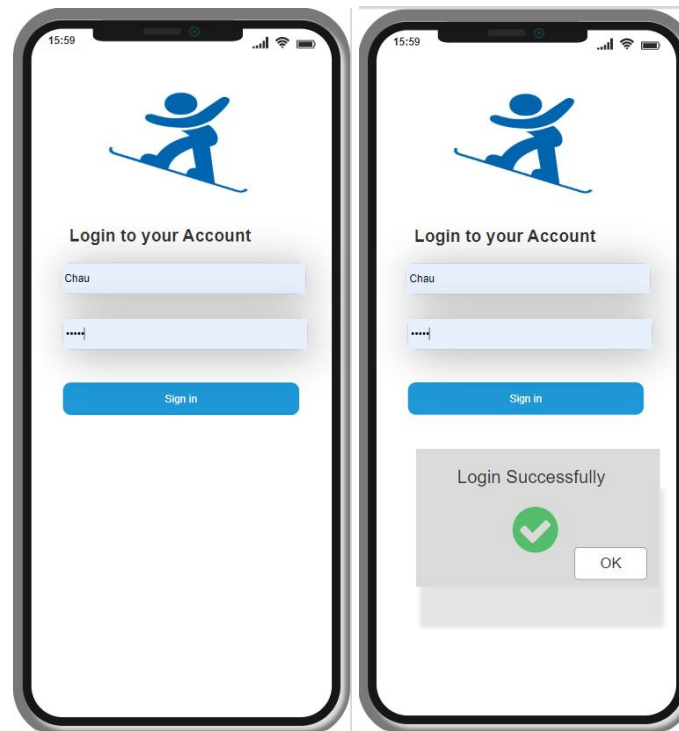 15:59
Login to your Account
Chau
•••••
Sign in
15:59
Login to your Account
Chau
•••••
Sign in
Login Successfully
OK